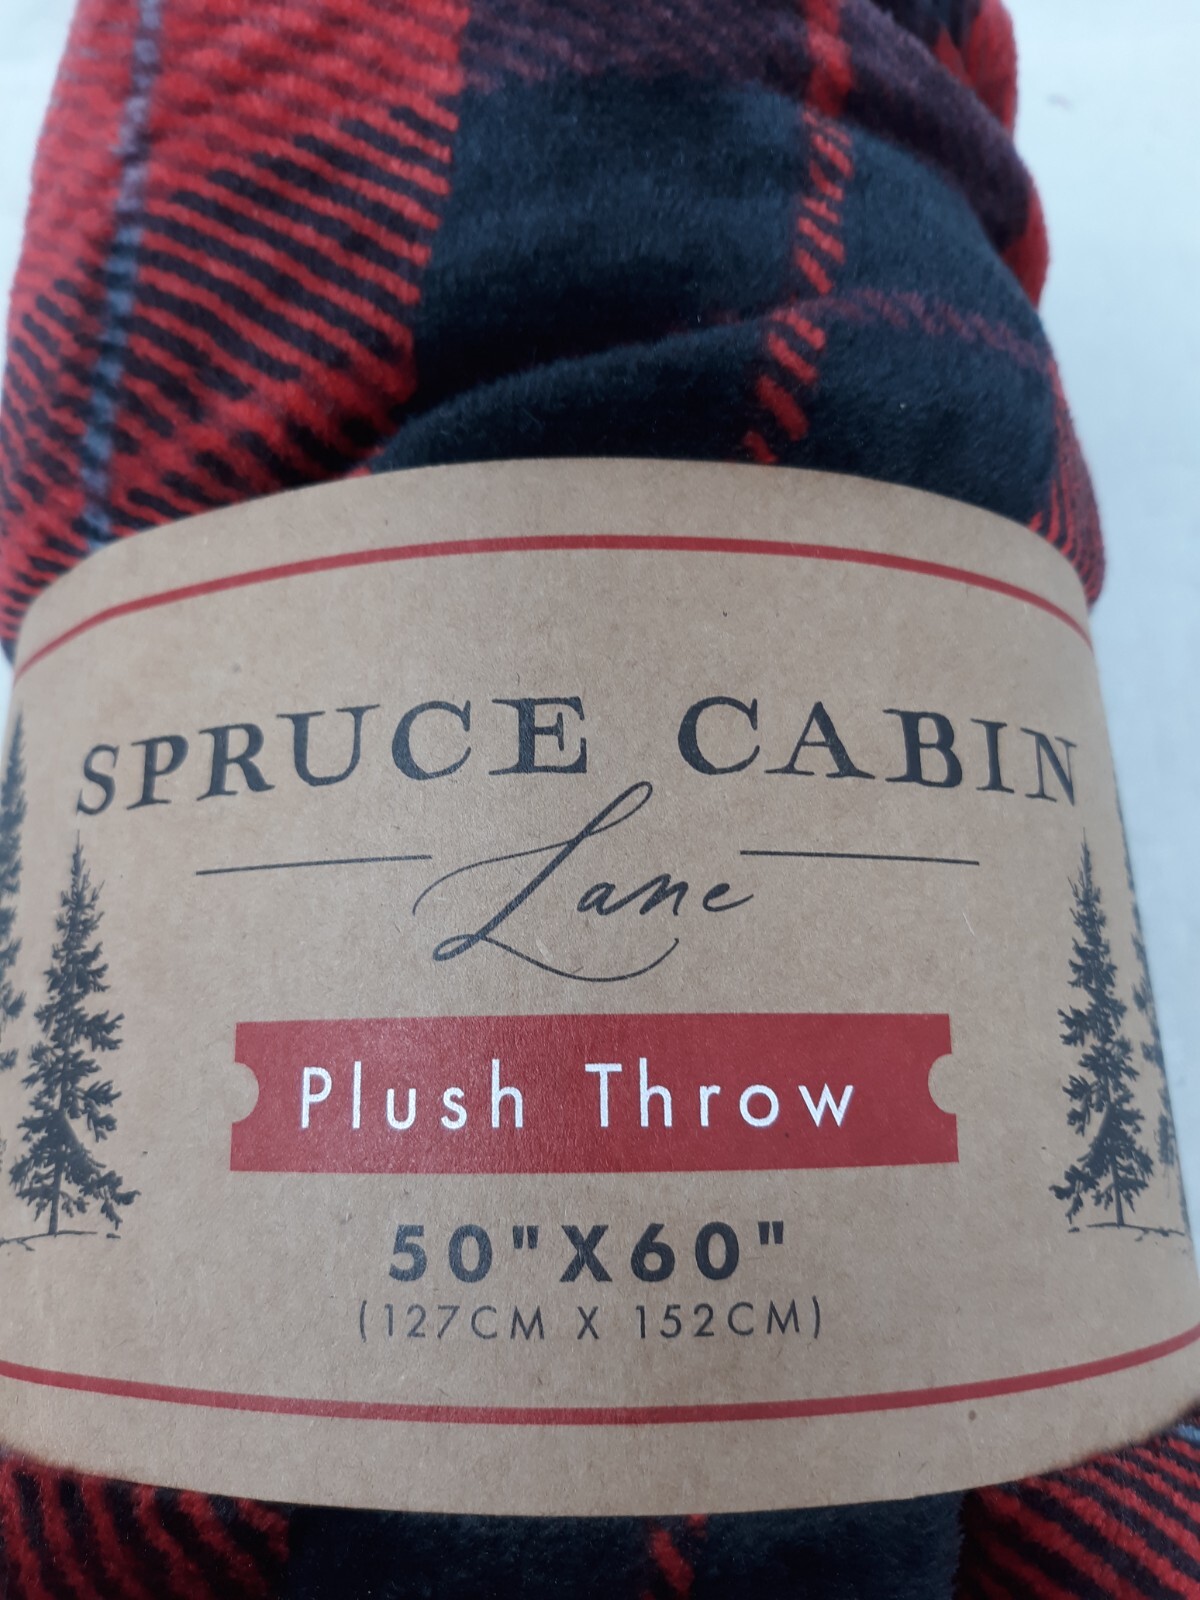 SPRUCE CABIN
Lane
Plush Throw
50"X60"
(127CM X 152CM)